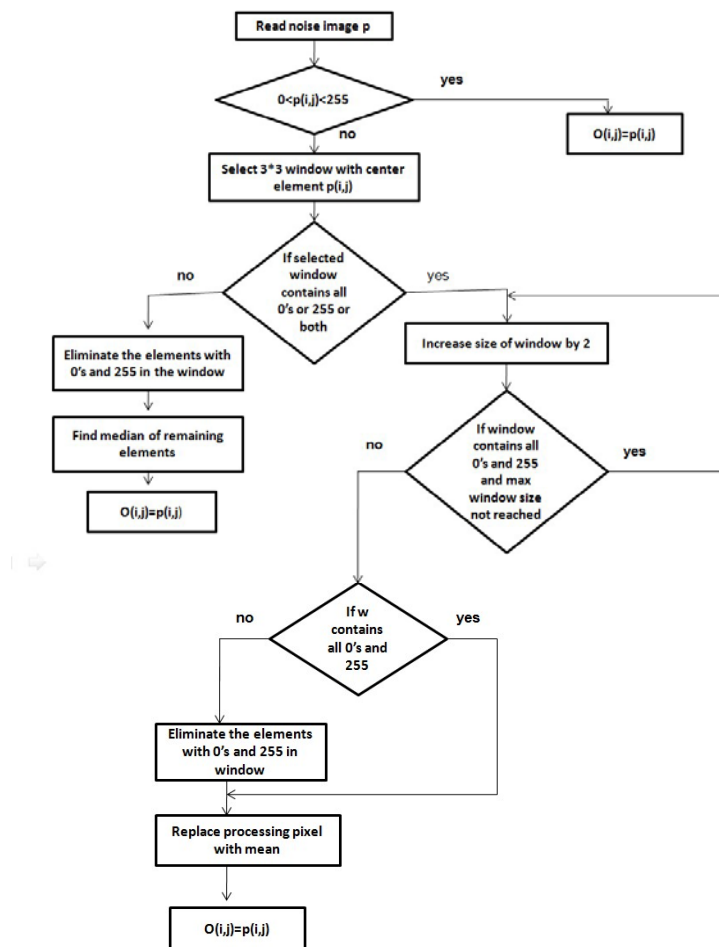 Read noise image p
yes
0<p(i,j)<255
O(i,j)=p(i,j)
no
Select 3*3 window with center
element p(i,j)
If selected
window
contains all
0's or 255 or
both
no
yes
Eliminate the elements with
0's and 255 in the window
Increase size of window by 2
Find median of remaining
elements
If window
contains all
0's and 255
and max
window size
not reached
no
yes
O(i,j)=p(i,j)
If w
contains
all 0's and
255
no
yes
Eliminate the elements
with 0's and 255 in
window
Replace processing pixel
with mean
O(i,j)=p(i,j)